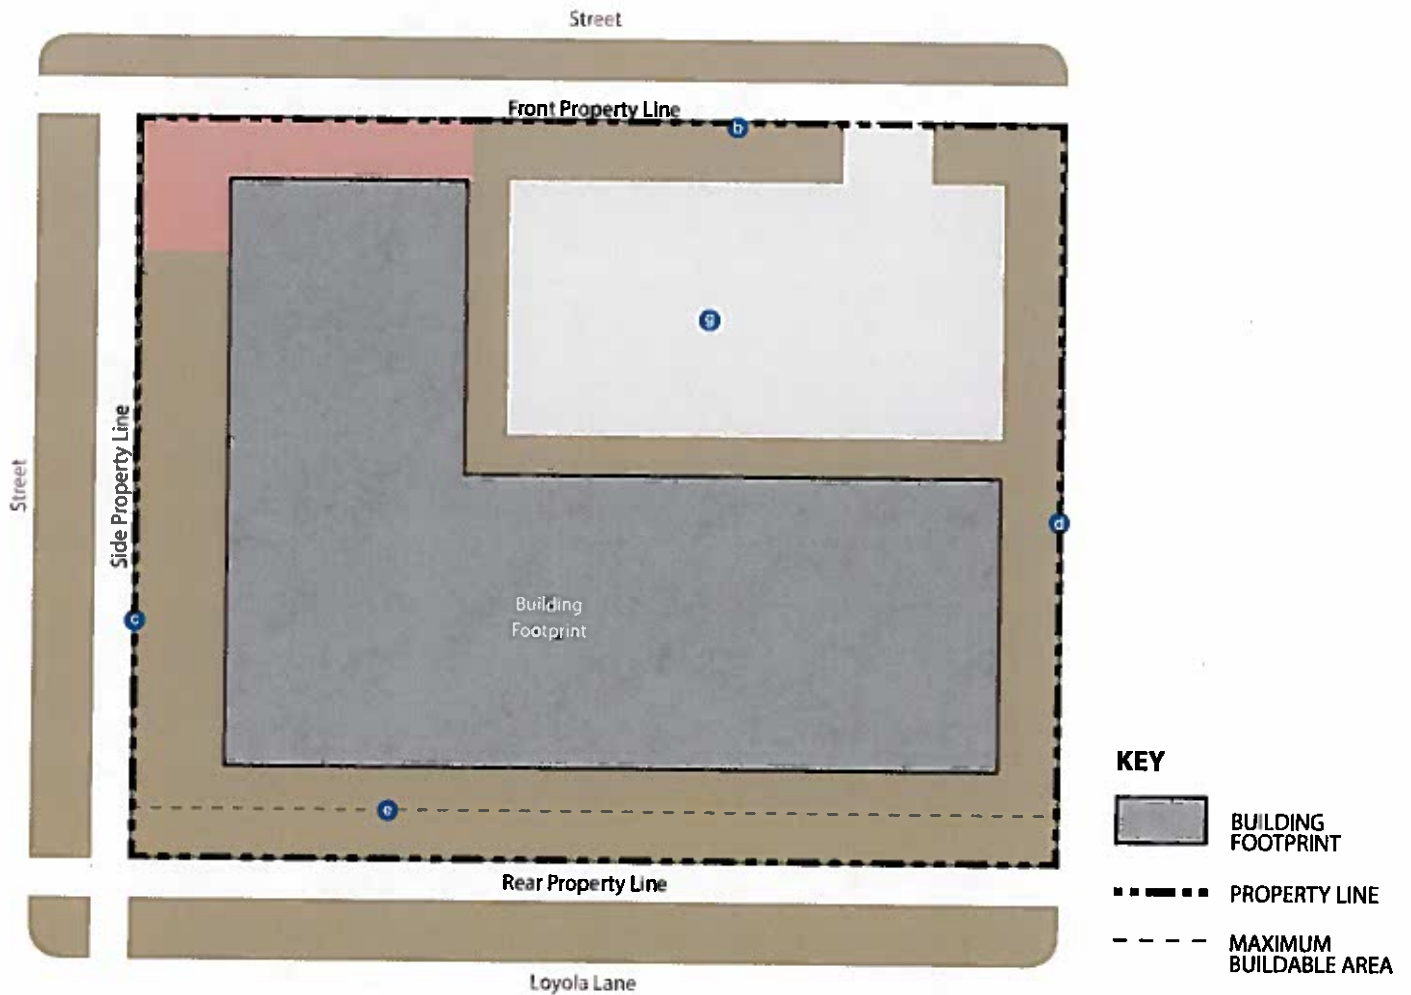 Street
Front Property Line
b
g
Street
Side Property Line
d
Building
Footprint
c
e
Rear Property Line
Loyola Lane
KEY
BUILDING
FOOTPRINT
PROPERTY LINE
MAXIMUM
BUILDABLE AREA